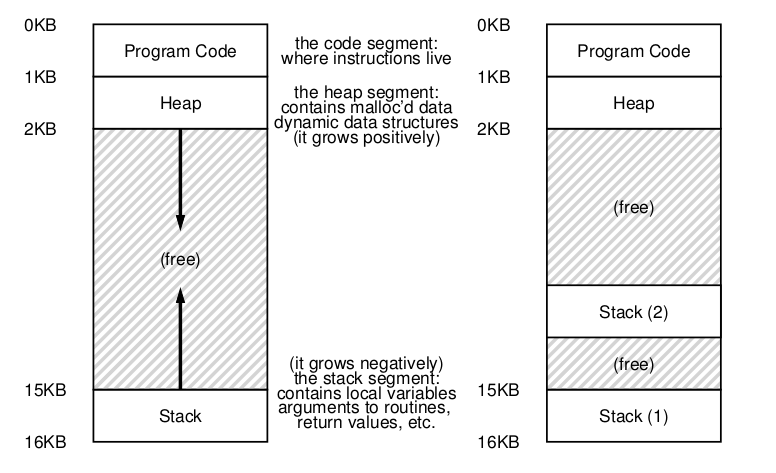 0KB
Program Code
1KB
Heap
2KB
(free)
15KB
Stack
16KB
the code segment:
where instructions live
the heap segment:
contains malloc'd data
dynamic data structures
(it grows positively)
(it grows negatively)
the stack segment:
contains local variables
arguments to routines,
return values, etc.
0KB
Program Code
1KB
Heap
2KB
(free)
Stack (2)
(free)
15KB
Stack (1)
16KB